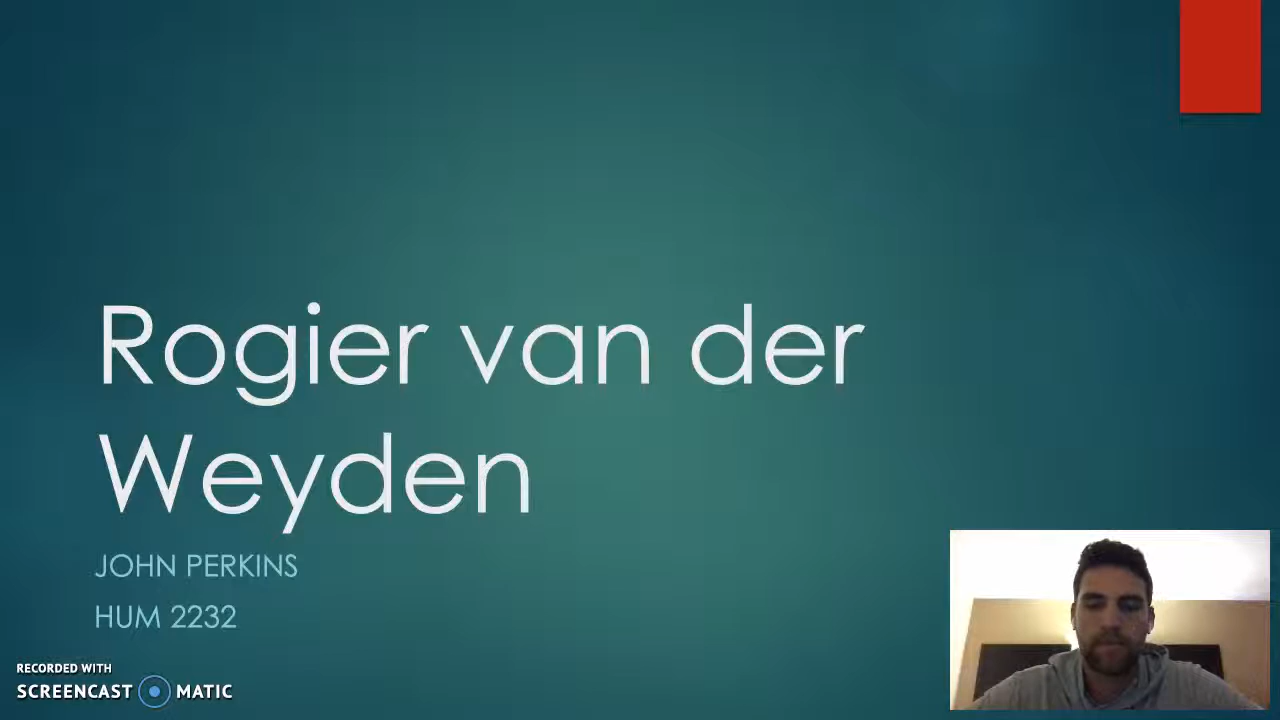 Rogier van der
Weyden
JOHN PERKINS
HUM 2232
RECORDED WITH
SCREENCAST MATIC